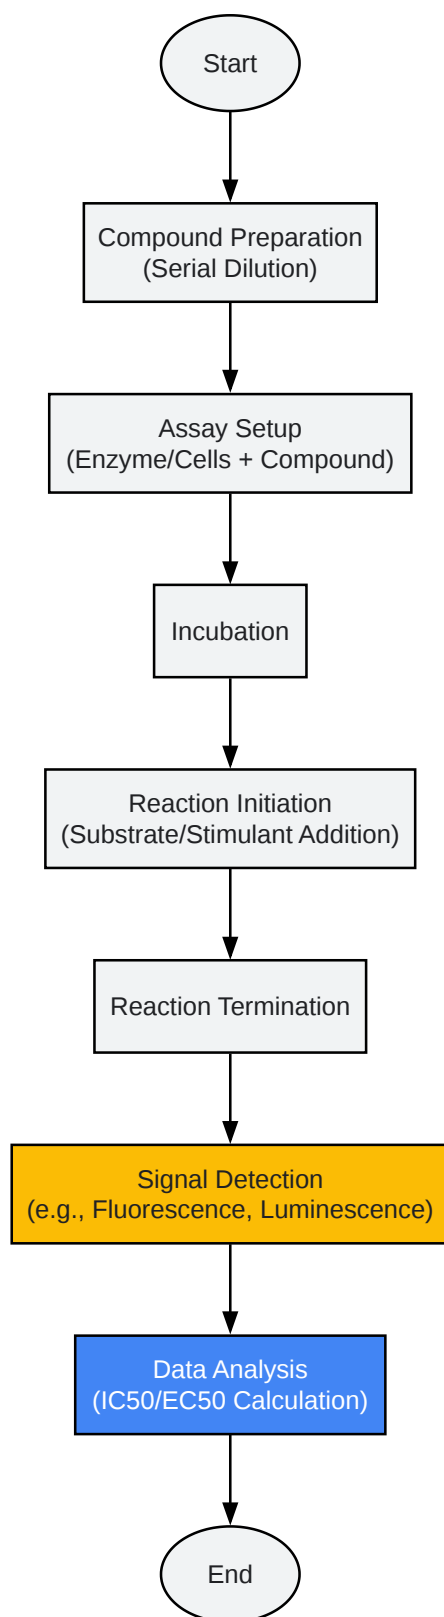 Start
Compound Preparation
(Serial Dilution)
Assay Setup
(Enzyme/Cells + Compound)
Incubation
Reaction Initiation
(Substrate/Stimulant Addition)
Reaction Termination
Signal Detection
(e.g., Fluorescence, Luminescence)
Data Analysis
(IC50/EC50 Calculation)
End